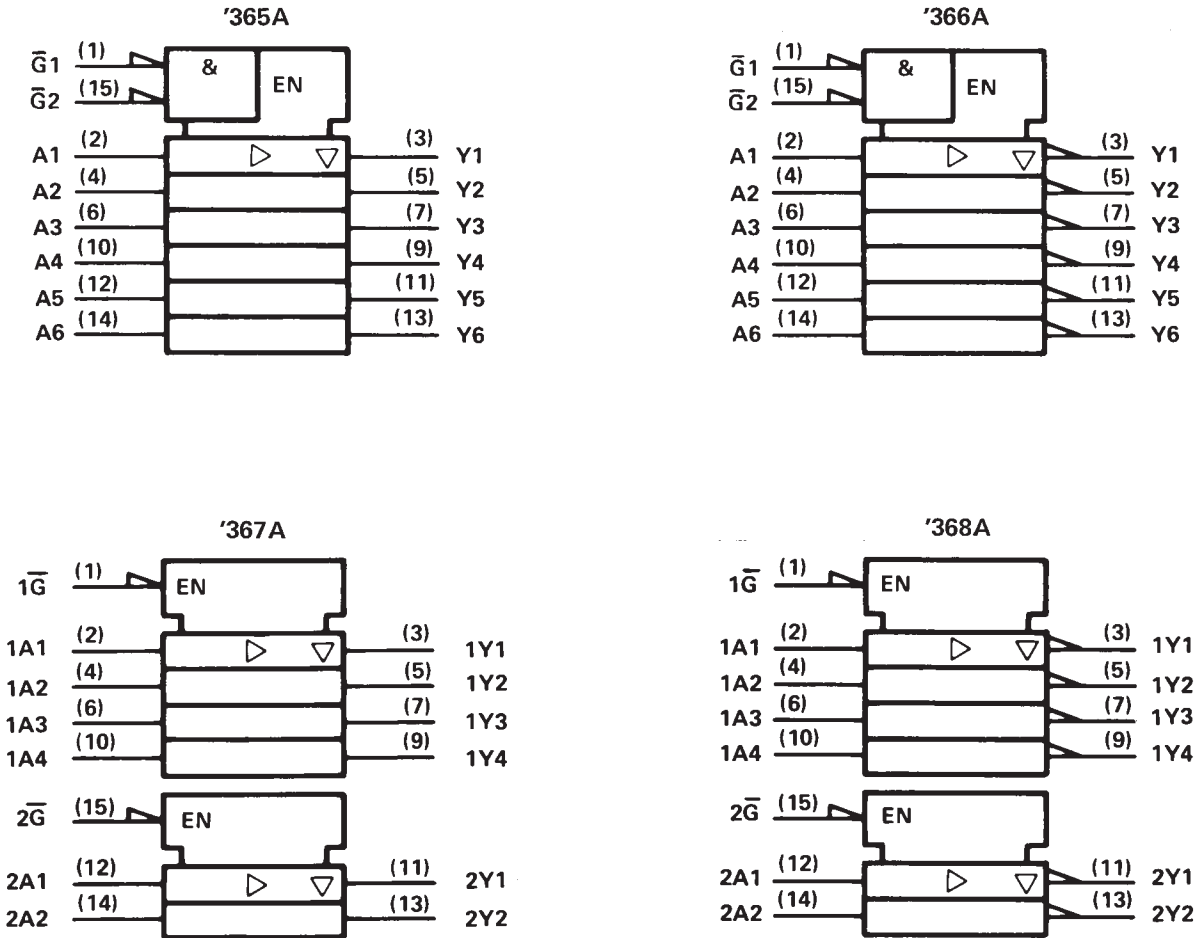 '365A
G̅1 (1)
G̅2 (15)
&
EN
A1 (2) (3) Y1
A2 (4) (5) Y2
A3 (6) (7) Y3
A4 (10) (9) Y4
A5 (12) (11) Y5
A6 (14) (13) Y6
'366A
G̅1 (1)
G̅2 (15)
&
EN
A1 (2) (3) Y1
A2 (4) (5) Y2
A3 (6) (7) Y3
A4 (10) (9) Y4
A5 (12) (11) Y5
A6 (14) (13) Y6
'367A
1G̅ (1) EN
1A1 (2) (3) 1Y1
1A2 (4) (5) 1Y2
1A3 (6) (7) 1Y3
1A4 (10) (9) 1Y4
2G̅ (15) EN
2A1 (12) (11) 2Y1
2A2 (14) (13) 2Y2
'368A
1G̅ (1) EN
1A1 (2) (3) 1Y1
1A2 (4) (5) 1Y2
1A3 (6) (7) 1Y3
1A4 (10) (9) 1Y4
2G̅ (15) EN
2A1 (12) (11) 2Y1
2A2 (14) (13) 2Y2